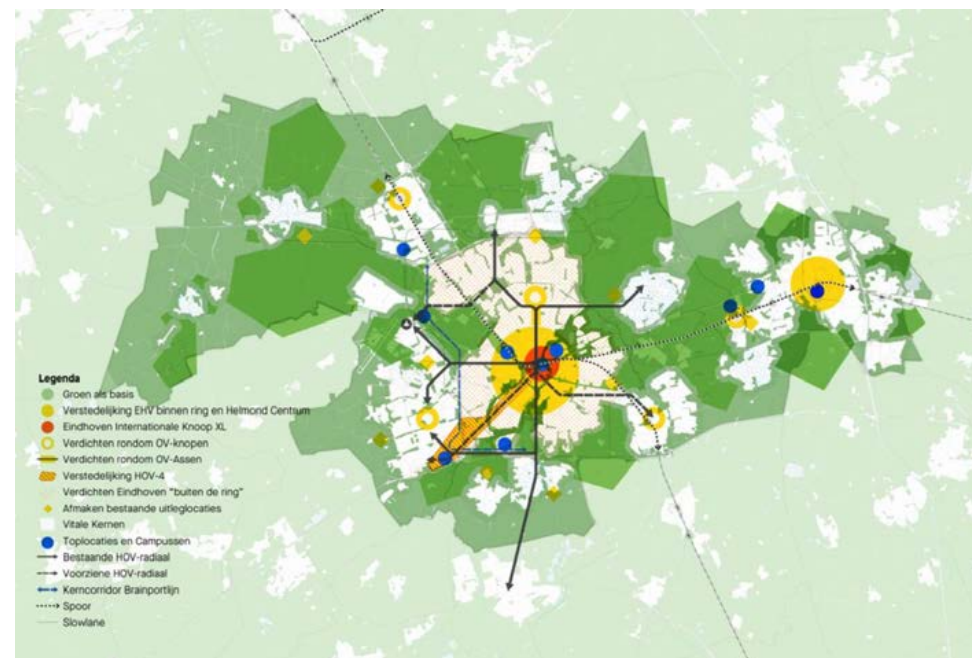 Legenda
Groen als basis
Verstedelijking EHV binnen ring en Helmond Centrum
Eindhoven Internationale Knoop XL
Verdichten rondom OV-knopen
Verdichten rondom OV-Assen
Verstedelijking HOV-4
Verdichten Eindhoven "buiten de ring"
Afmaken bestaande uitleglocaties
Vitale Kernen
Toplocaties en Campussen
Bestaande HOV-radiaal
Voorziene HOV-radiaal
Kerncorridor Brainportlijn
Spoor
Slowlane